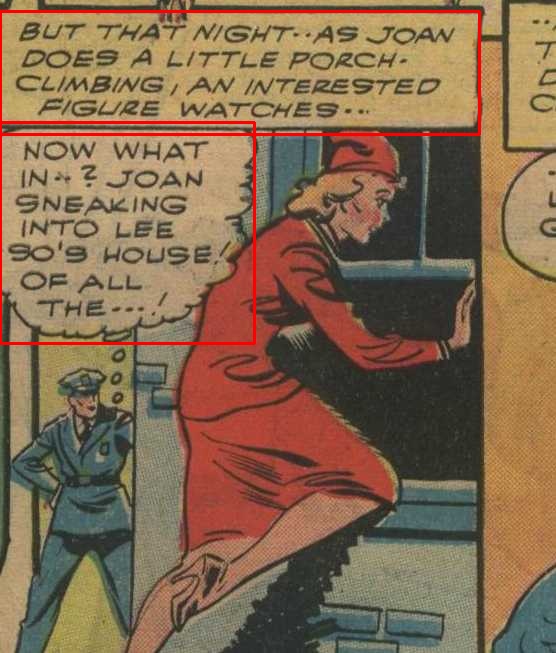 BUT THAT NIGHT··AS JOAN
DOES A LITTLE PORCH-
CLIMBING, AN INTERESTED
FIGURE WATCHES···
NOW WHAT
IN··? JOAN
SNEAKING
INTO LEE
SO'S HOUSE!
OF ALL
THE----!